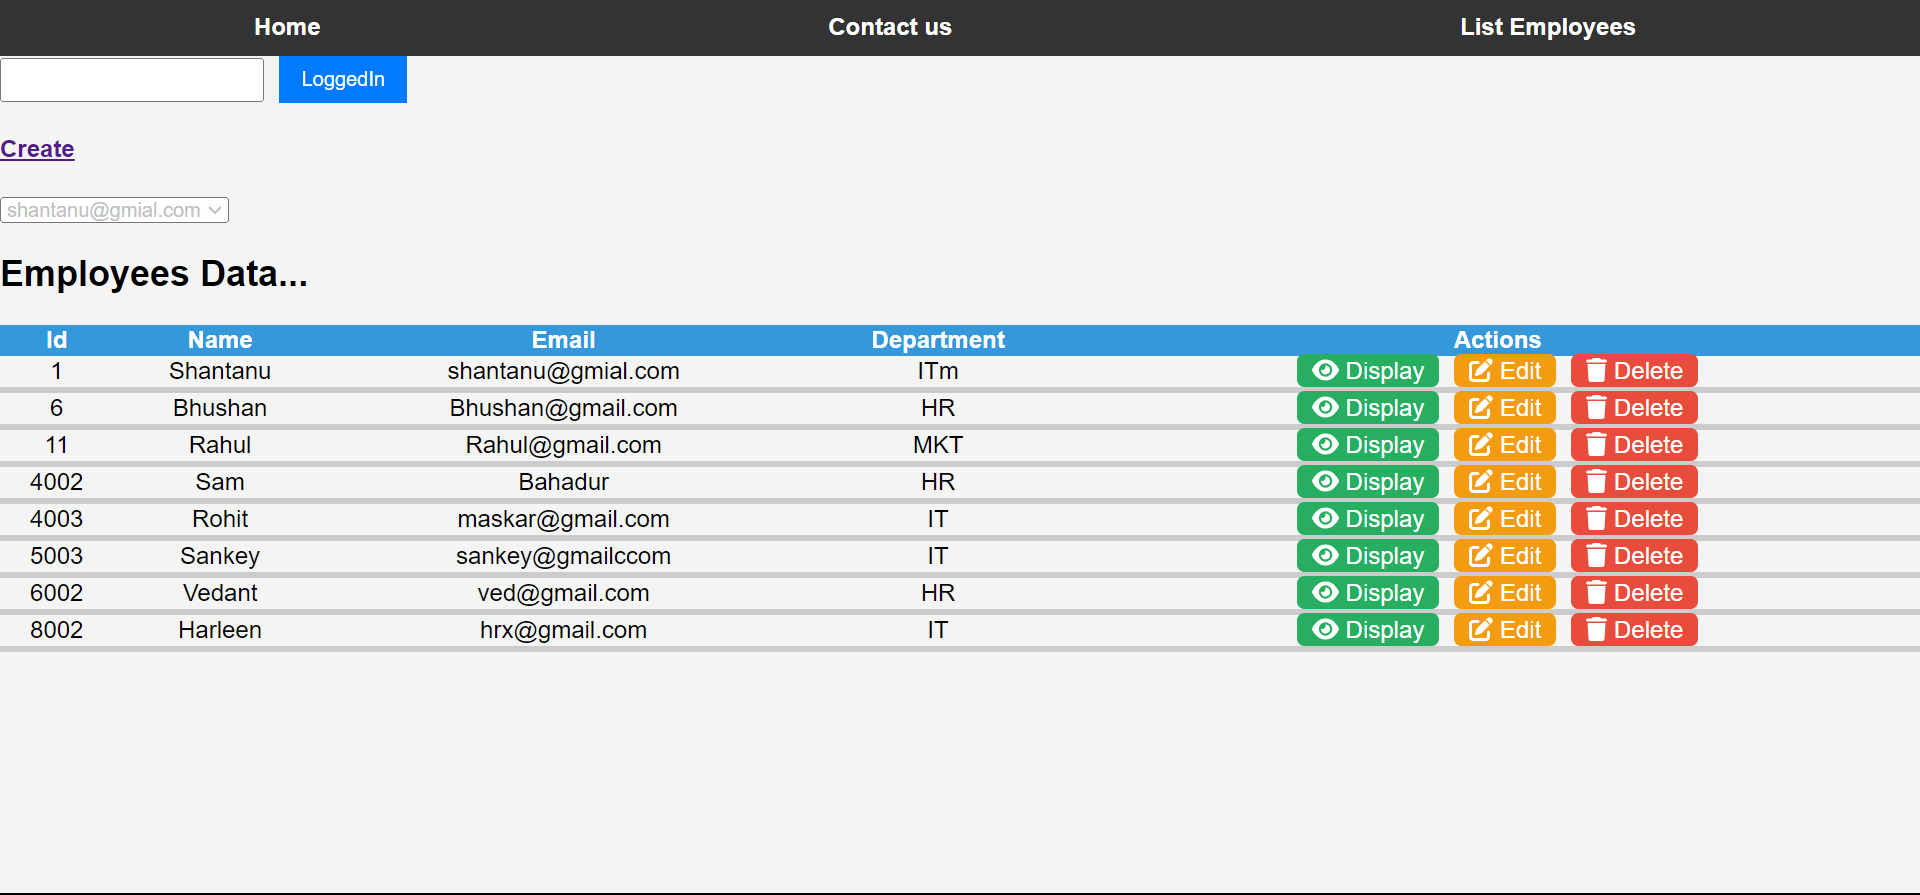 Home Contact us List Employees
LoggedIn
Create
shantanu@gmial.com
Employees Data...
Id Name Email Department Actions
1 Shantanu shantanu@gmial.com ITm Display Edit Delete
6 Bhushan Bhushan@gmail.com HR Display Edit Delete
11 Rahul Rahul@gmail.com MKT Display Edit Delete
4002 Sam Bahadur HR Display Edit Delete
4003 Rohit maskar@gmail.com IT Display Edit Delete
5003 Sankey sankey@gmailccom IT Display Edit Delete
6002 Vedant ved@gmail.com HR Display Edit Delete
8002 Harleen hrx@gmail.com IT Display Edit Delete